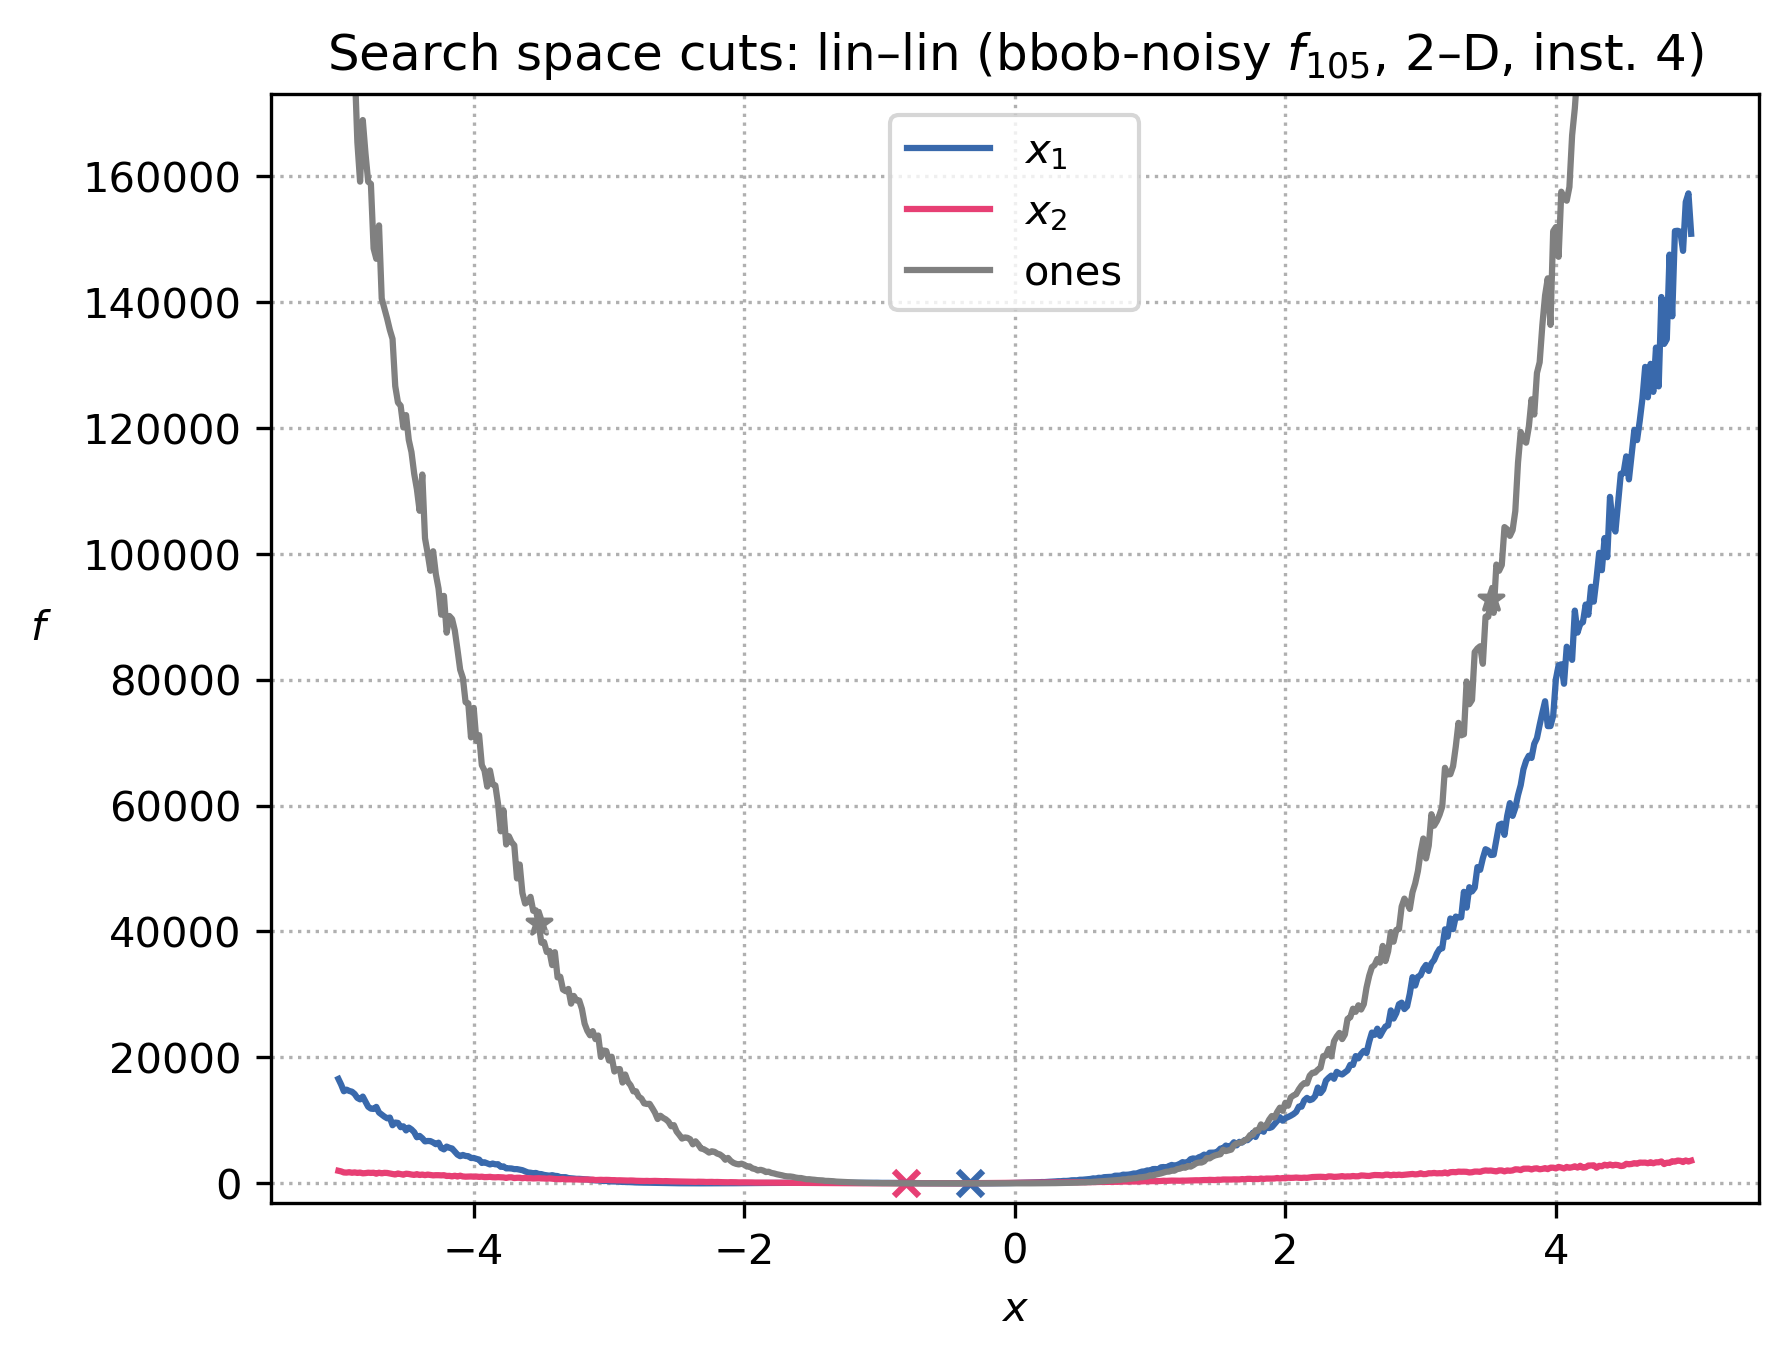 Search space cuts: lin–lin (bbob-noisy f₁₀₅, 2–D, inst. 4)
x₁
x₂
ones
160000
140000
120000
100000
80000
60000
40000
20000
0
f
−4
−2
0
2
4
x